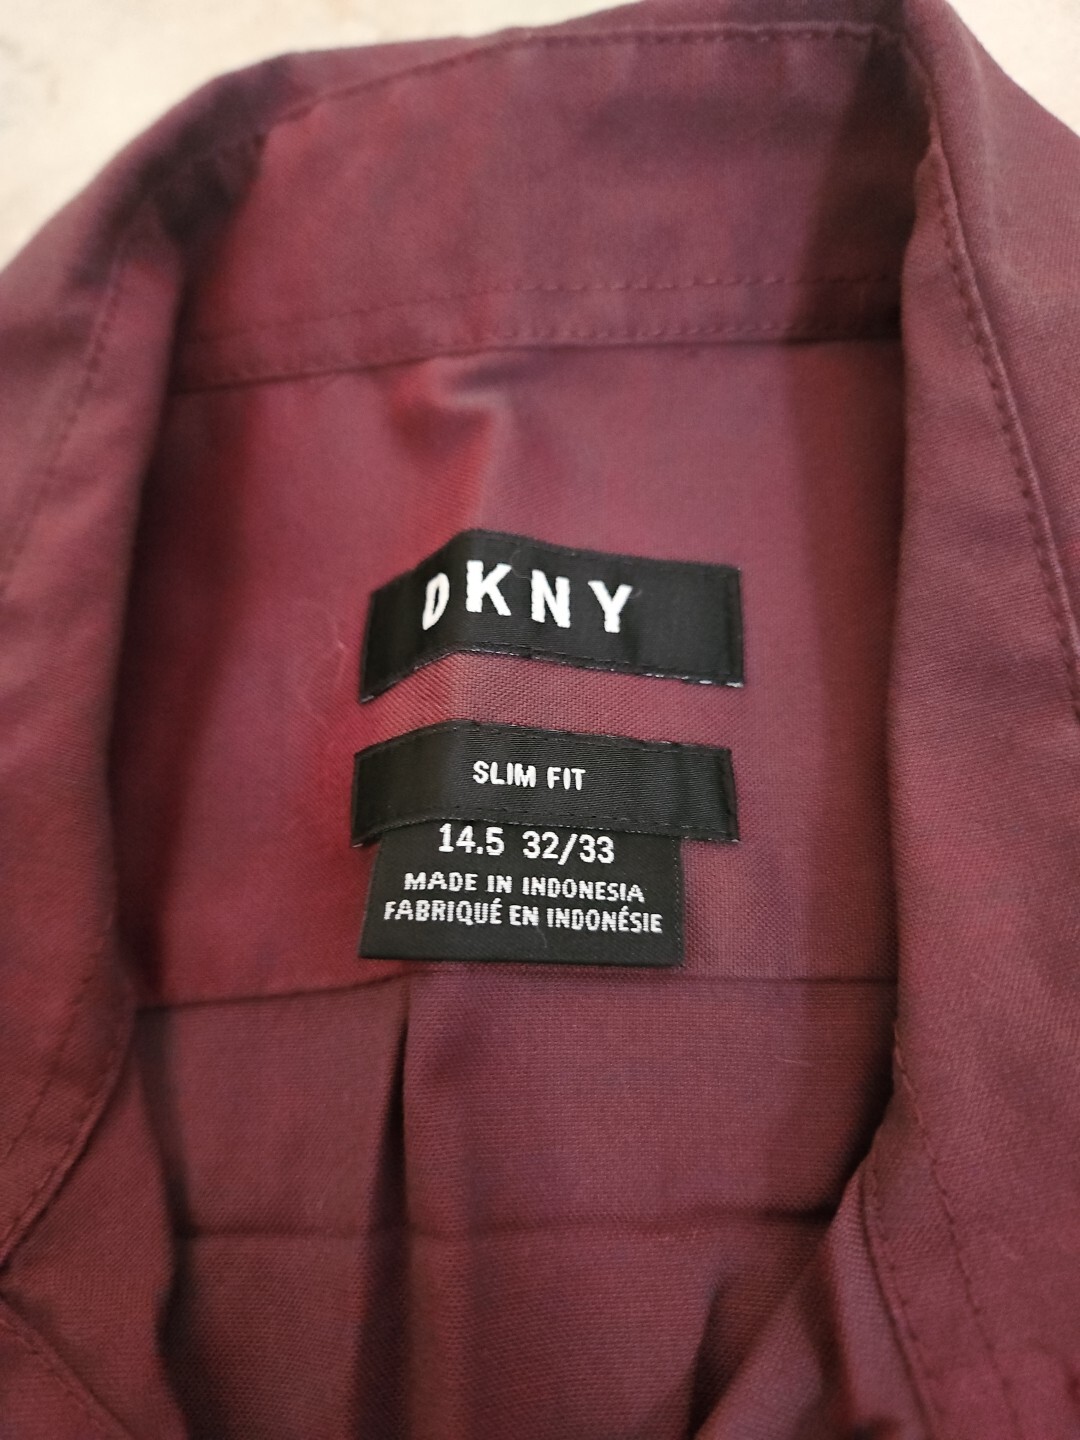 DKNY
SLIM FIT
14.5 32/33
MADE IN INDONESIA
FABRIQUÉ EN INDONÉSIE